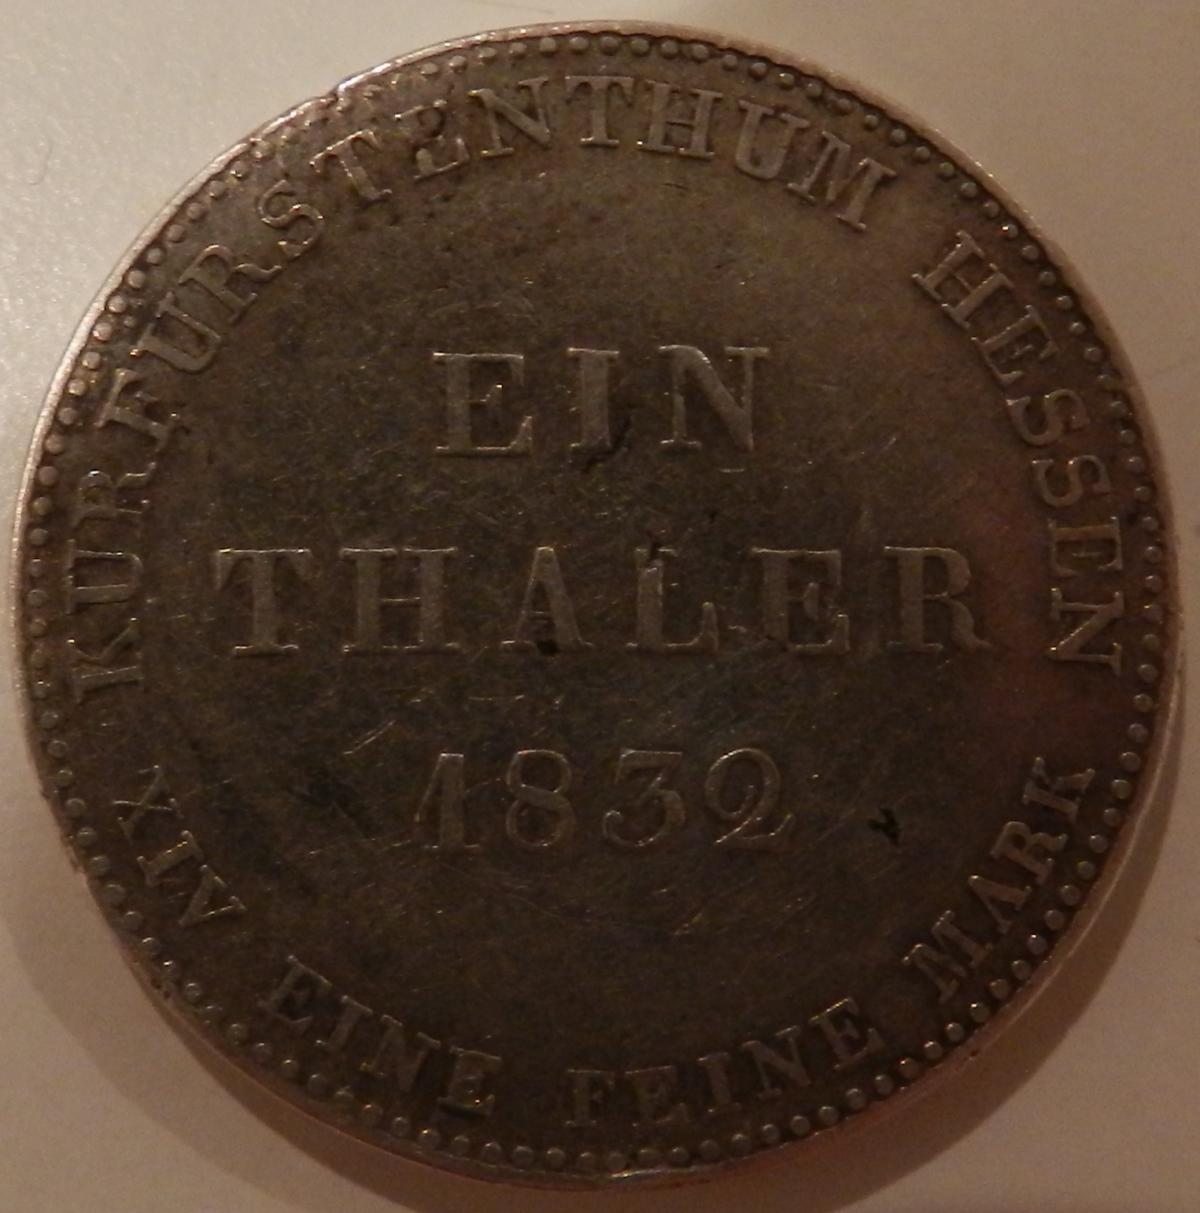 KURFURSTENTHUM HESSEN
EIN
THALER
1832
XIV EINE FEINE MARK